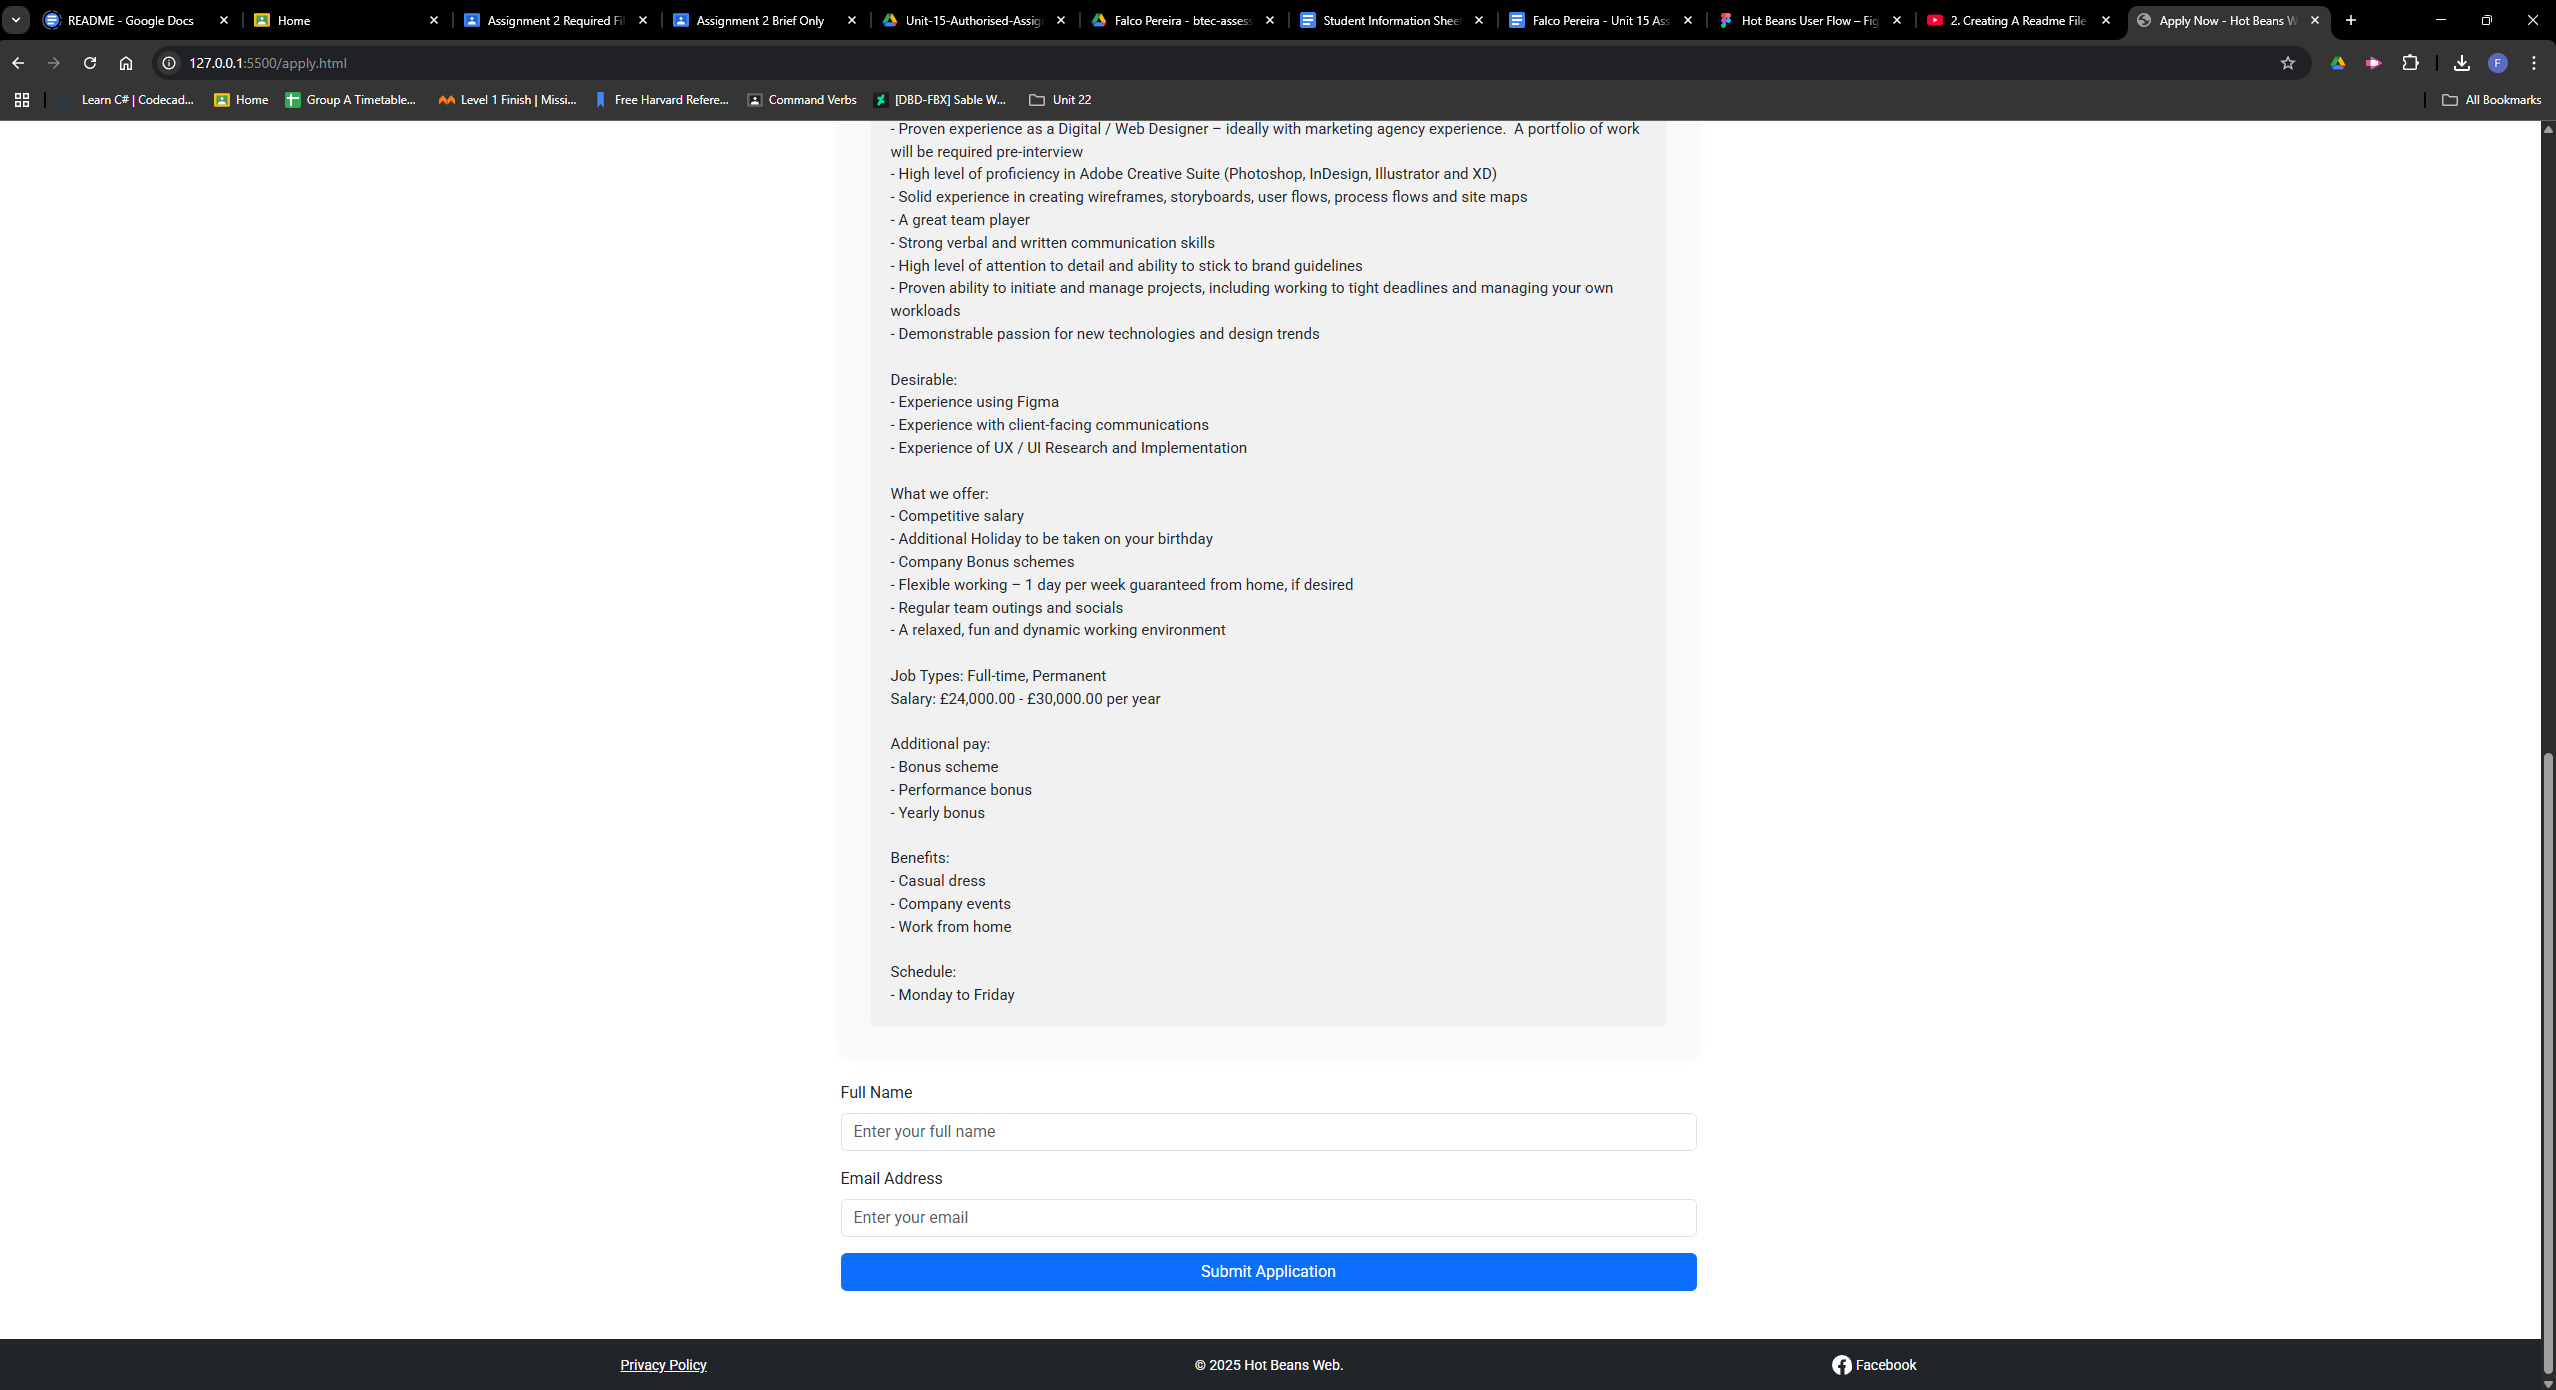 README - Google Docs
Home
Assignment 2 Required Fi
Assignment 2 Brief Only
Unit-15-Authorised-Assig
Falco Pereira - btec-assess
Student Information Shee
Falco Pereira - Unit 15 Ass
Hot Beans User Flow – Fig
2. Creating A Readme File
Apply Now - Hot Beans W
127.0.0.1:5500/apply.html
F
Learn C# | Codecad...
Home
Group A Timetable...
Level 1 Finish | Missi...
Free Harvard Refere...
Command Verbs
[DBD-FBX] Sable W...
Unit 22
All Bookmarks
- Proven experience as a Digital / Web Designer – ideally with marketing agency experience. A portfolio of work
will be required pre-interview
- High level of proficiency in Adobe Creative Suite (Photoshop, InDesign, Illustrator and XD)
- Solid experience in creating wireframes, storyboards, user flows, process flows and site maps
- A great team player
- Strong verbal and written communication skills
- High level of attention to detail and ability to stick to brand guidelines
- Proven ability to initiate and manage projects, including working to tight deadlines and managing your own
workloads
- Demonstrable passion for new technologies and design trends
Desirable:
- Experience using Figma
- Experience with client-facing communications
- Experience of UX / UI Research and Implementation
What we offer:
- Competitive salary
- Additional Holiday to be taken on your birthday
- Company Bonus schemes
- Flexible working – 1 day per week guaranteed from home, if desired
- Regular team outings and socials
- A relaxed, fun and dynamic working environment
Job Types: Full-time, Permanent
Salary: £24,000.00 - £30,000.00 per year
Additional pay:
- Bonus scheme
- Performance bonus
- Yearly bonus
Benefits:
- Casual dress
- Company events
- Work from home
Schedule:
- Monday to Friday
Full Name
Enter your full name
Email Address
Enter your email
Submit Application
Privacy Policy
© 2025 Hot Beans Web.
Facebook